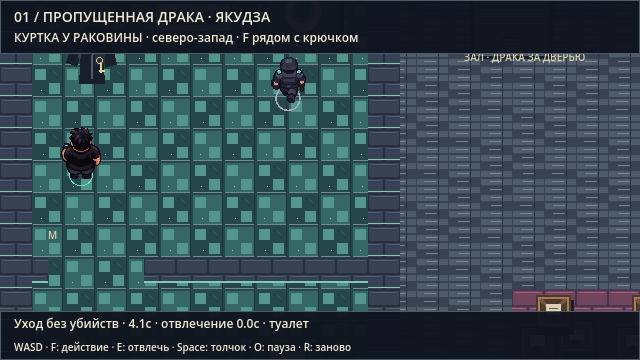 01 / ПРОПУЩЕННАЯ ДРАКА · ЯКУДЗА
КУРТКА У РАКОВИНЫ · северо-запад · F рядом с крючком
ЗАЛ · ДРАКА ЗА ДВЕРЬЮ
М
Уход без убийств · 4.1с · отвлечение 0.0с · туалет
WASD · F: действие · E: отвлечь · Space: толчок · O: пауза · R: заново